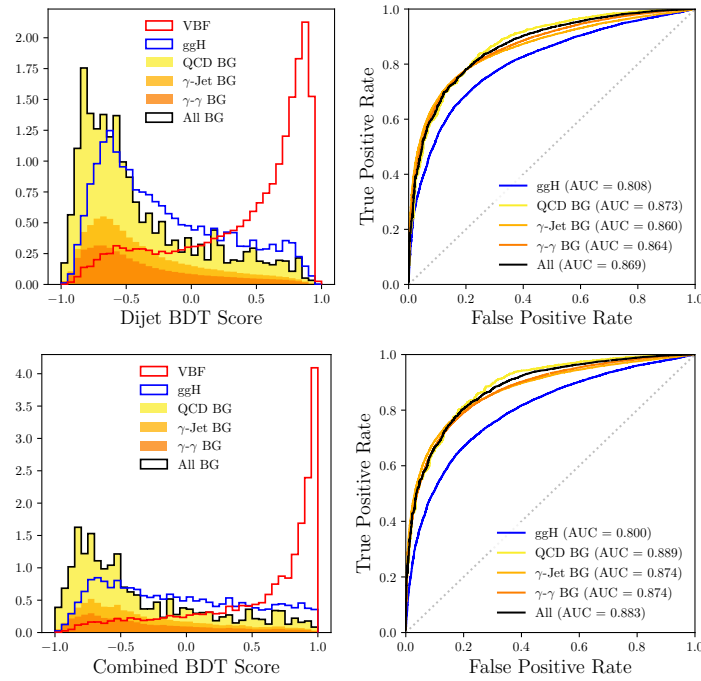 VBF
ggH
QCD BG
γ-Jet BG
γ-γ BG
All BG
2.00
1.75
1.50
1.25
1.00
0.75
0.50
0.25
0.00
−1.0 −0.5 0.0 0.5 1.0
Dijet BDT Score
True Positive Rate
1.0
0.8
0.6
0.4
0.2
0.0
ggH (AUC = 0.808)
QCD BG (AUC = 0.873)
γ-Jet BG (AUC = 0.860)
γ-γ BG (AUC = 0.864)
All (AUC = 0.869)
0.0 0.2 0.4 0.6 0.8 1.0
False Positive Rate
VBF
ggH
QCD BG
γ-Jet BG
γ-γ BG
All BG
4.0
3.5
3.0
2.5
2.0
1.5
1.0
0.5
0.0
−1.0 −0.5 0.0 0.5 1.0
Combined BDT Score
True Positive Rate
1.0
0.8
0.6
0.4
0.2
0.0
ggH (AUC = 0.800)
QCD BG (AUC = 0.889)
γ-Jet BG (AUC = 0.874)
γ-γ BG (AUC = 0.874)
All (AUC = 0.883)
0.0 0.2 0.4 0.6 0.8 1.0
False Positive Rate